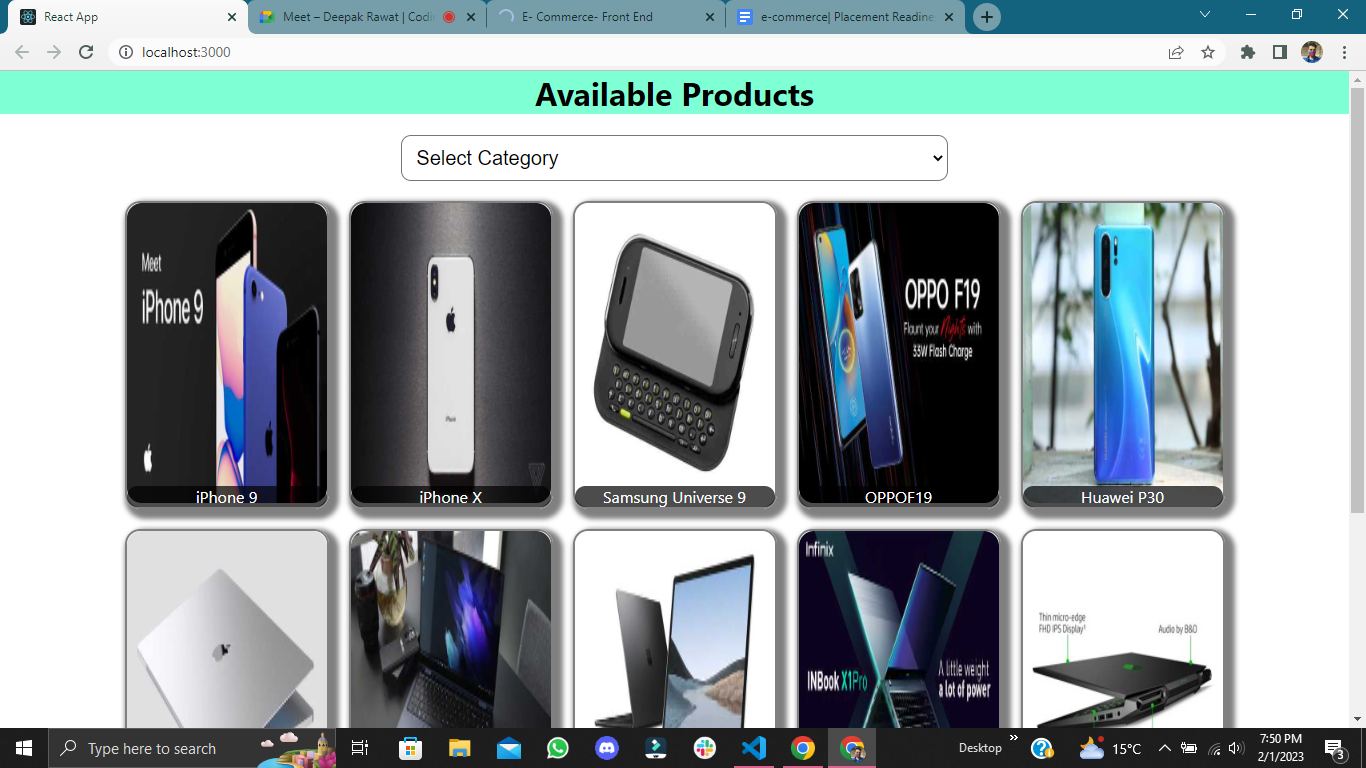 React App
Meet – Deepak Rawat | Codi
E- Commerce- Front End
e-commerce| Placement Readine
localhost:3000
Available Products
Select Category
Meet
iPhone 9
iPhone 9
iPhone
iPhone X
Samsung Universe 9
OPPO F19
Flaunt your Nights with
33W Flash Charge
OPPOF19
Huawei P30
Infinix
INBook X1 Pro
A little weight
a lot of power
Thin micro-edge
FHD IPS Display
Audio by B&O
Type here to search
Desktop
15°C
7:50 PM
2/1/2023
3